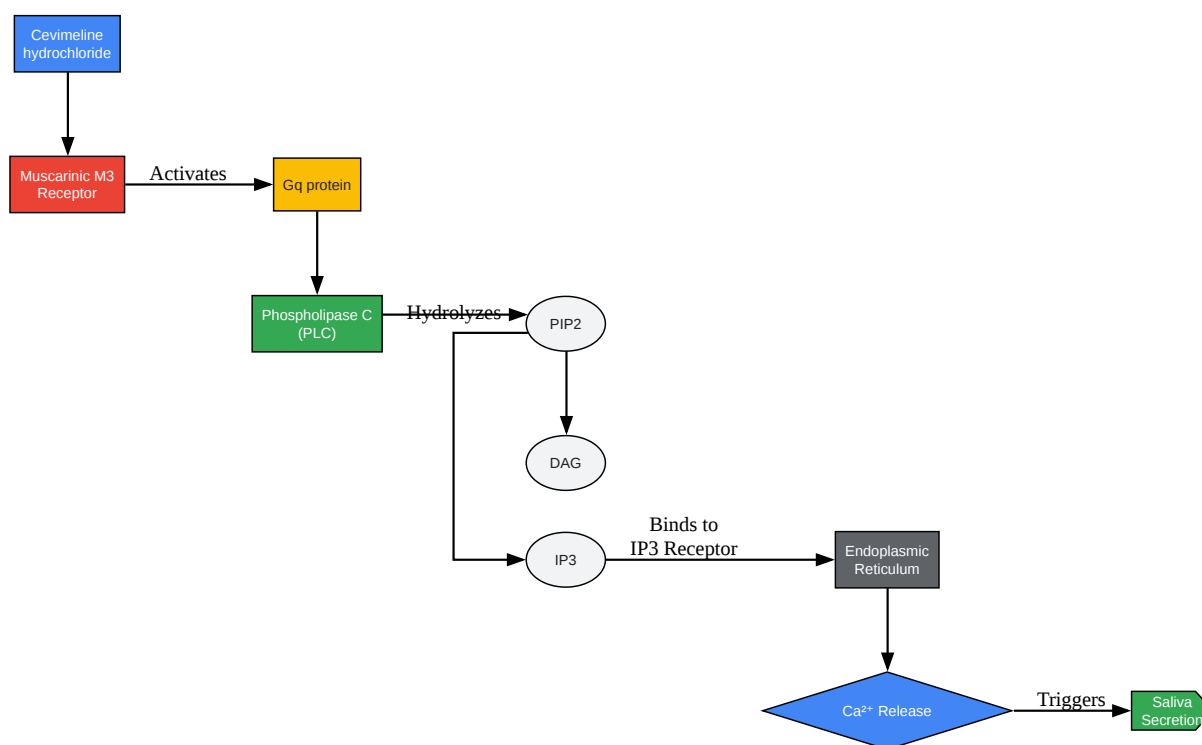 Cevimeline
hydrochloride
Muscarinic M3
Receptor
Activates
Gq protein
Phospholipase C
(PLC)
Hydrolyzes
PIP2
DAG
IP3
Binds to
IP3 Receptor
Endoplasmic
Reticulum
Ca²⁺ Release
Triggers
Saliva
Secretion